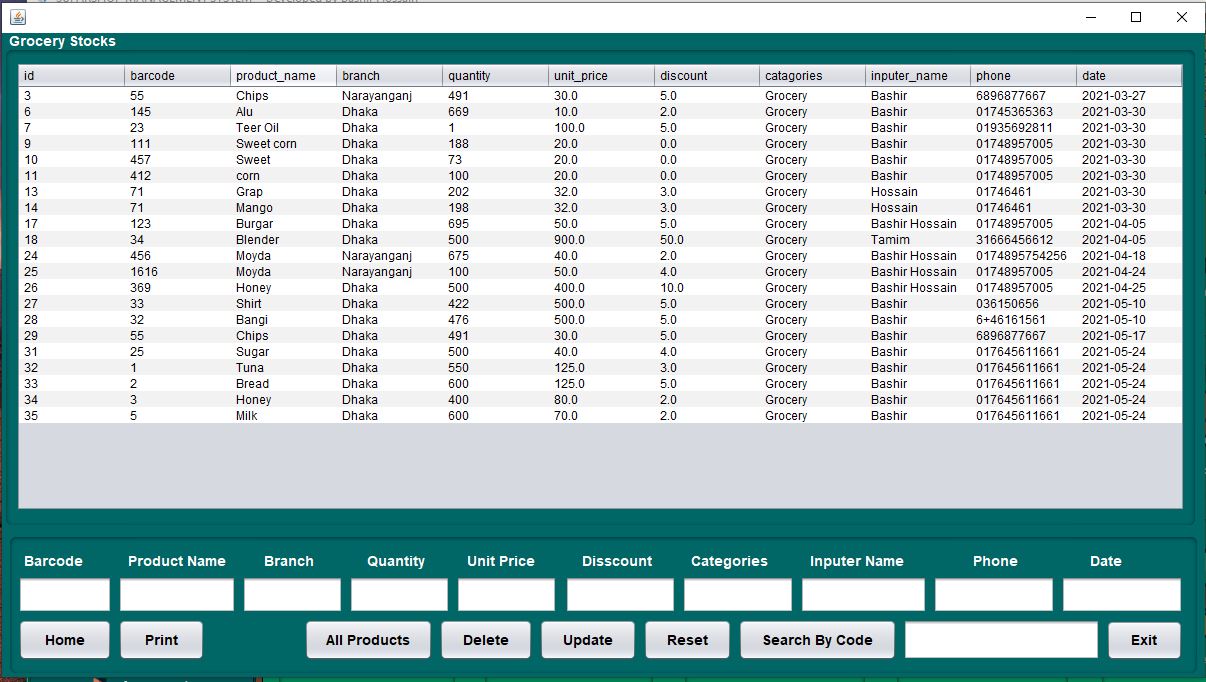 SUPARSHOP MANAGEMENT SYSTEM - Developed by Bashir Hossain
Grocery Stocks
id barcode product_name branch quantity unit_price discount catagories inputer_name phone date
3 55 Chips Narayanganj 491 30.0 5.0 Grocery Bashir 6896877667 2021-03-27
6 145 Alu Dhaka 669 10.0 2.0 Grocery Bashir 01745365363 2021-03-30
7 23 Teer Oil Dhaka 1 100.0 5.0 Grocery Bashir 01935692811 2021-03-30
9 111 Sweet corn Dhaka 188 20.0 0.0 Grocery Bashir 01748957005 2021-03-30
10 457 Sweet Dhaka 73 20.0 0.0 Grocery Bashir 01748957005 2021-03-30
11 412 corn Dhaka 100 20.0 0.0 Grocery Bashir 01748957005 2021-03-30
13 71 Grap Dhaka 202 32.0 3.0 Grocery Hossain 01746461 2021-03-30
14 71 Mango Dhaka 198 32.0 3.0 Grocery Hossain 01746461 2021-03-30
17 123 Burgar Dhaka 695 50.0 5.0 Grocery Bashir Hossain 01748957005 2021-04-05
18 34 Blender Dhaka 500 900.0 50.0 Grocery Tamim 31666456612 2021-04-05
24 456 Moyda Narayanganj 675 40.0 2.0 Grocery Bashir Hossain 0174895754256 2021-04-18
25 1616 Moyda Narayanganj 100 50.0 4.0 Grocery Bashir Hossain 01748957005 2021-04-24
26 369 Honey Dhaka 500 400.0 10.0 Grocery Bashir Hossain 01748957005 2021-04-25
27 33 Shirt Dhaka 422 500.0 5.0 Grocery Bashir 036150656 2021-05-10
28 32 Bangi Dhaka 476 500.0 5.0 Grocery Bashir 6+46161561 2021-05-10
29 55 Chips Dhaka 491 30.0 5.0 Grocery Bashir 6896877667 2021-05-17
31 25 Sugar Dhaka 500 40.0 4.0 Grocery Bashir 017645611661 2021-05-24
32 1 Tuna Dhaka 550 125.0 3.0 Grocery Bashir 017645611661 2021-05-24
33 2 Bread Dhaka 600 125.0 5.0 Grocery Bashir 017645611661 2021-05-24
34 3 Honey Dhaka 400 80.0 2.0 Grocery Bashir 017645611661 2021-05-24
35 5 Milk Dhaka 600 70.0 2.0 Grocery Bashir 017645611661 2021-05-24
Barcode Product Name Branch Quantity Unit Price Disscount Categories Inputer Name Phone Date
Home Print All Products Delete Update Reset Search By Code Exit